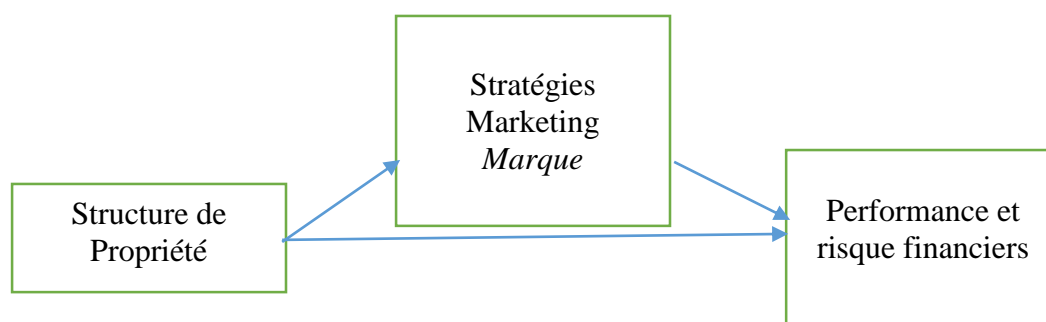 Stratégies
Marketing
Marque
Structure de
Propriété
Performance et
risque financiers